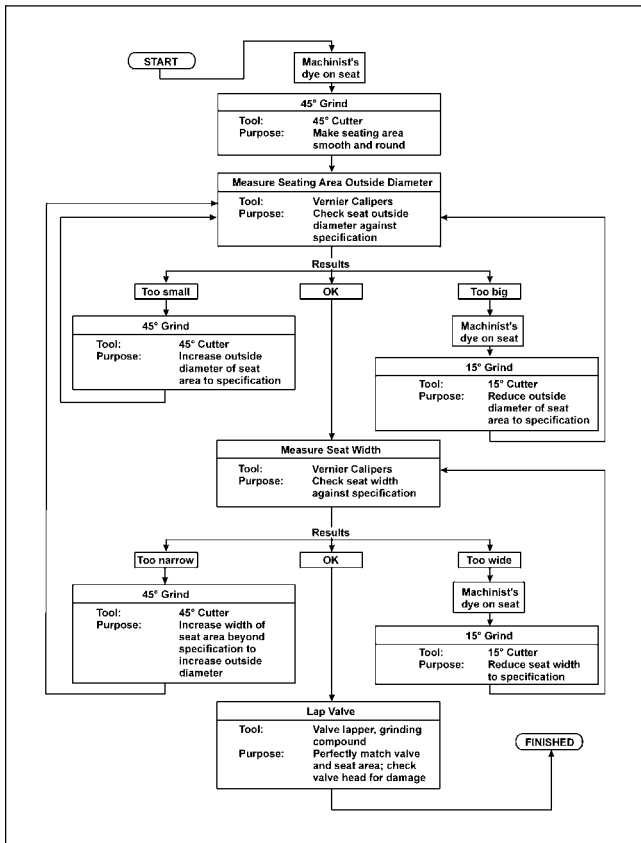 START
Machinist's
dye on seat
45° Grind
Tool: 45° Cutter
Purpose: Make seating area
smooth and round
Measure Seating Area Outside Diameter
Tool: Vernier Calipers
Purpose: Check seat outside
diameter against
specification
Results
Too small
OK
Too big
45° Grind
Tool: 45° Cutter
Purpose: Increase outside
diameter of seat
area to specification
Machinist's
dye on seat
15° Grind
Tool: 15° Cutter
Purpose: Reduce outside
diameter of seat
area to specification
Measure Seat Width
Tool: Vernier Calipers
Purpose: Check seat width
against specification
Results
Too narrow
OK
Too wide
45° Grind
Tool: 45° Cutter
Purpose: Increase width of
seat area beyond
specification to
increase outside
diameter
Machinist's
dye on seat
15° Grind
Tool: 15° Cutter
Purpose: Reduce seat width
to specification
Lap Valve
Tool: Valve lapper, grinding
compound
Purpose: Perfectly match valve
and seat area; check
valve head for damage
FINISHED